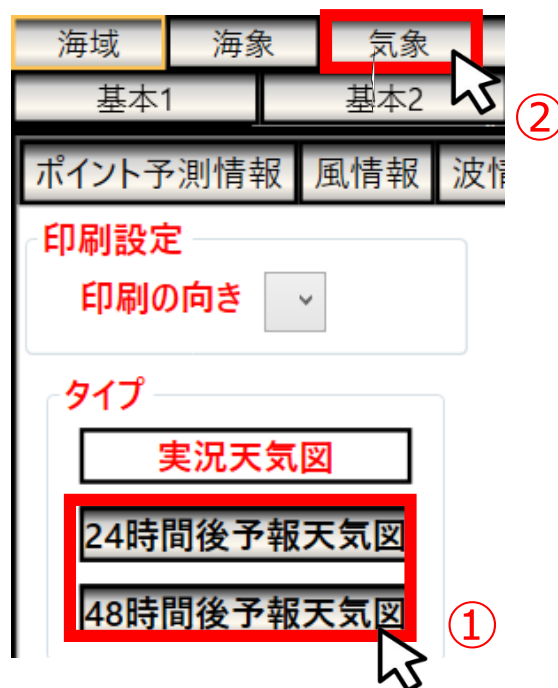 海域 海象 気象
基本1 基本2
②
ポイント予測情報 風情報 波情
印刷設定
印刷の向き
タイプ
実況天気図
24時間後予報天気図
48時間後予報天気図
①